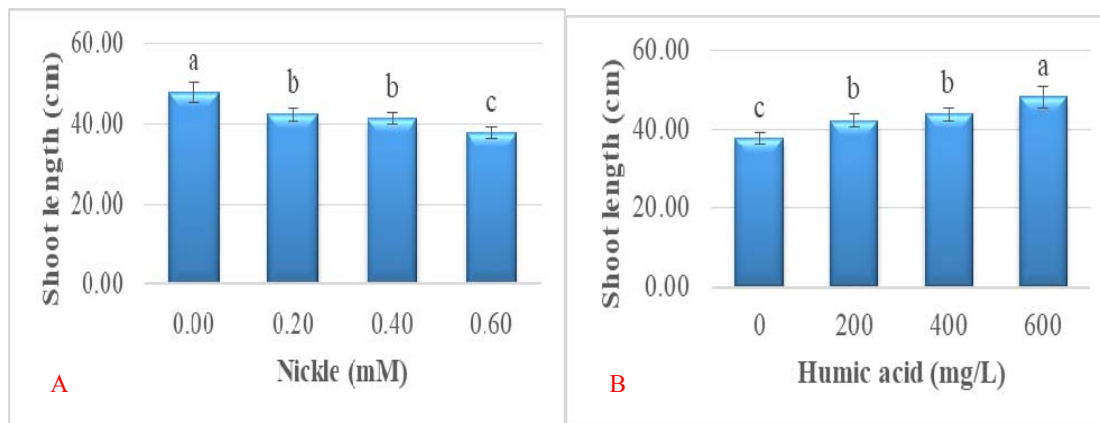 60.00
40.00
20.00
0.00
Shoot length (cm)
a
b
b
c
0.00 0.20 0.40 0.60
Nickle (mM)
A
60.00
40.00
20.00
0.00
Shoot length (cm)
c
b
b
a
0 200 400 600
Humic acid (mg/L)
B